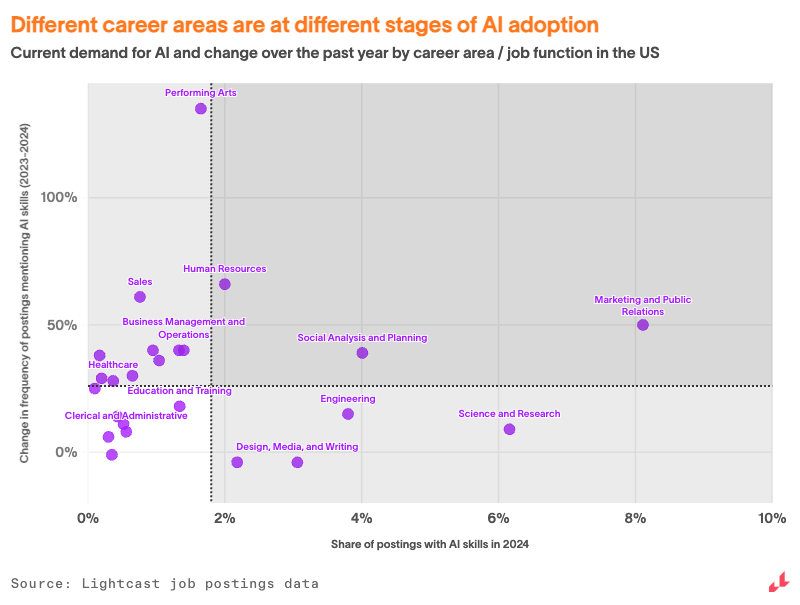 Different career areas are at different stages of AI adoption
Current demand for AI and change over the past year by career area / job function in the US
Change in frequency of postings mentioning AI skills (2023-2024)
100%
50%
0%
Performing Arts
Human Resources
Sales
Marketing and Public
Relations
Business Management and
Operations
Social Analysis and Planning
Healthcare
Education and Training
Engineering
Clerical and Administrative
Science and Research
Design, Media, and Writing
0%
2%
4%
6%
8%
10%
Share of postings with AI skills in 2024
Source: Lightcast job postings data